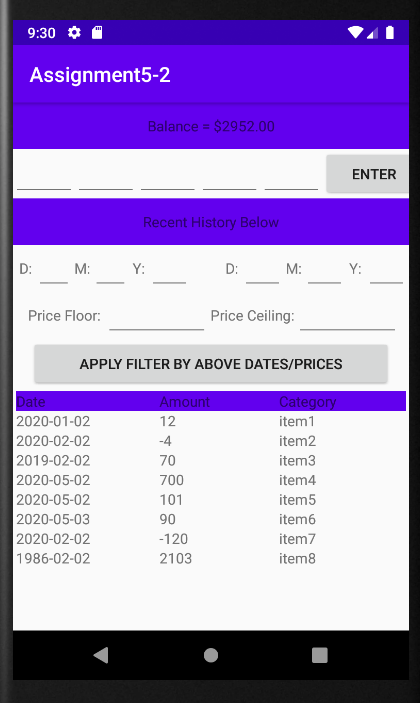 9:30
Assignment5-2
Balance = $2952.00
ENTER
Recent History Below
D: M: Y: D: M: Y:
Price Floor: Price Ceiling:
APPLY FILTER BY ABOVE DATES/PRICES
Date Amount Category
2020-01-02 12 item1
2020-02-02 -4 item2
2019-02-02 70 item3
2020-05-02 700 item4
2020-05-02 101 item5
2020-05-03 90 item6
2020-02-02 -120 item7
1986-02-02 2103 item8